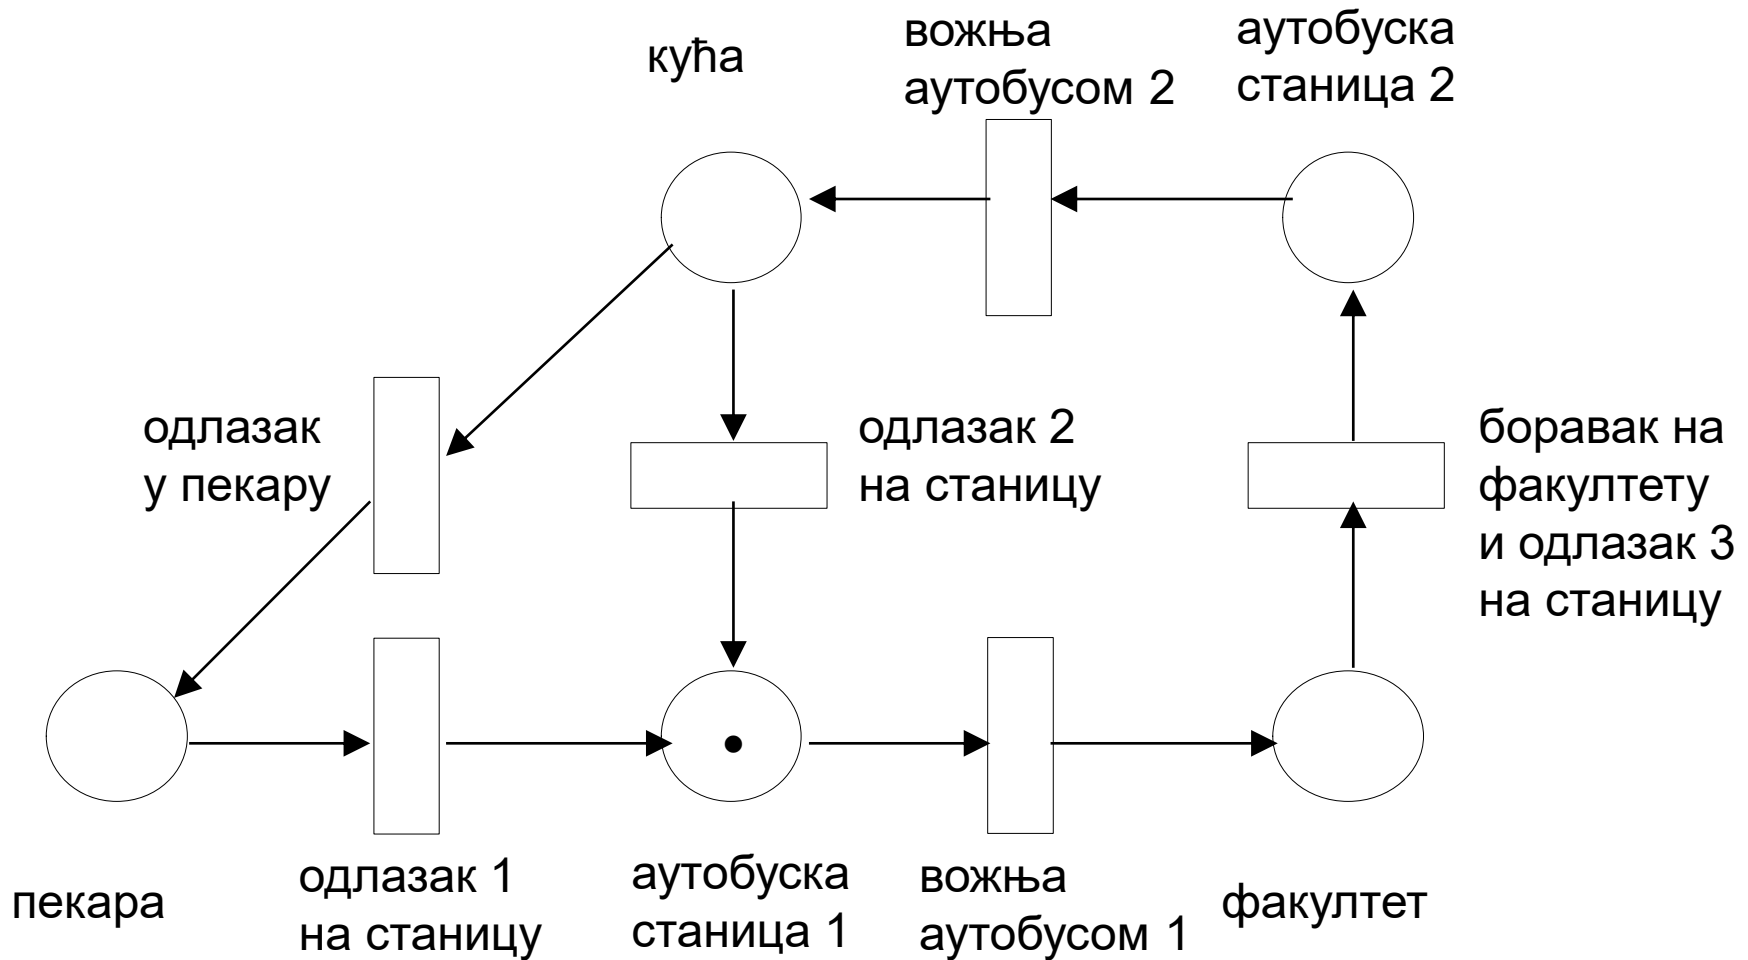 кућа
вожња
аутобусом 2
аутобуска
станица 2
одлазак
у пекару
одлазак 2
на станицу
боравак на
факултету
и одлазак 3
на станицу
пекара
одлазак 1
на станицу
аутобуска
станица 1
вожња
аутобусом 1
факултет